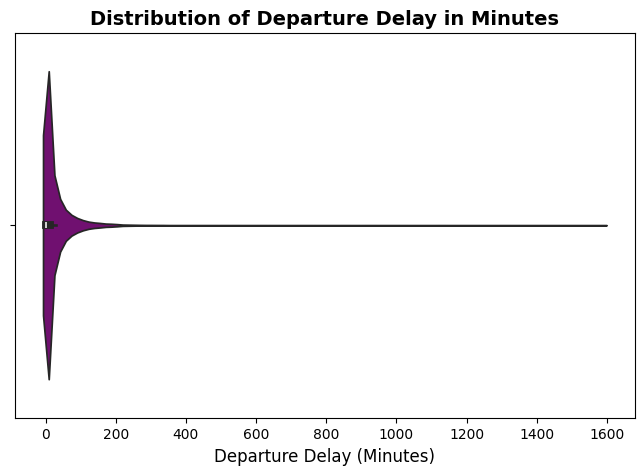 Distribution of Departure Delay in Minutes
0 200 400 600 800 1000 1200 1400 1600
Departure Delay (Minutes)